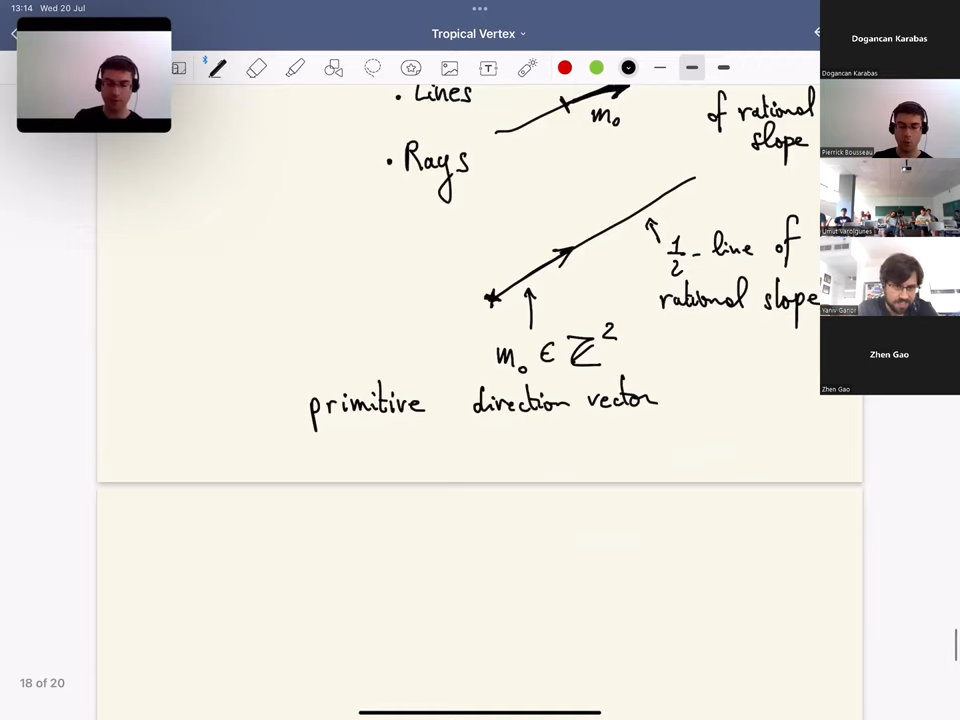 13:14 Wed 20 Jul
Tropical Vertex
Dogancan Karabas
Dogancan Karabas
Pierrick Bousseau
Umut Varolgunes
Yaniv Ganor
Zhen Gao
Zhen Gao
. Lines
m₀
of rational
slope
. Rays
1/2 - line of
rational slope
m₀ ∈ ℤ²
primitive direction vector
18 of 20